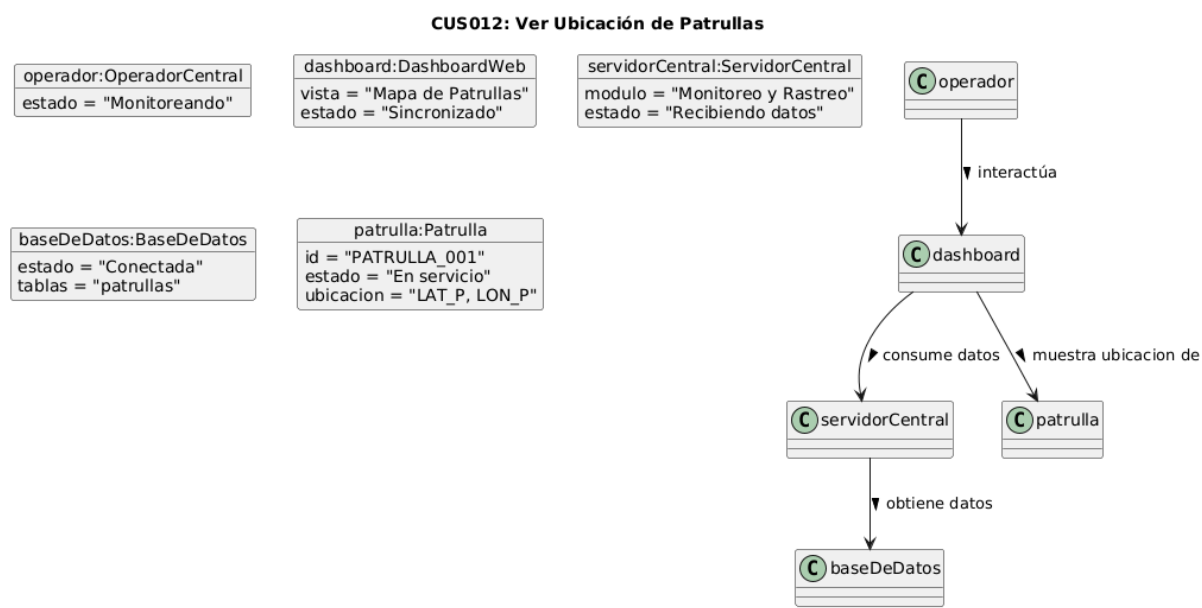 CUS012: Ver Ubicación de Patrullas
operador:OperadorCentral
estado = "Monitoreando"
dashboard:DashboardWeb
vista = "Mapa de Patrullas"
estado = "Sincronizado"
servidorCentral:ServidorCentral
modulo = "Monitoreo y Rastreo"
estado = "Recibiendo datos"
C operador
interactúa
baseDeDatos:BaseDeDatos
estado = "Conectada"
tablas = "patrullas"
patrulla:Patrulla
id = "PATRULLA_001"
estado = "En servicio"
ubicacion = "LAT_P, LON_P"
C dashboard
consume datos
muestra ubicacion de
C servidorCentral
C patrulla
obtiene datos
C baseDeDatos